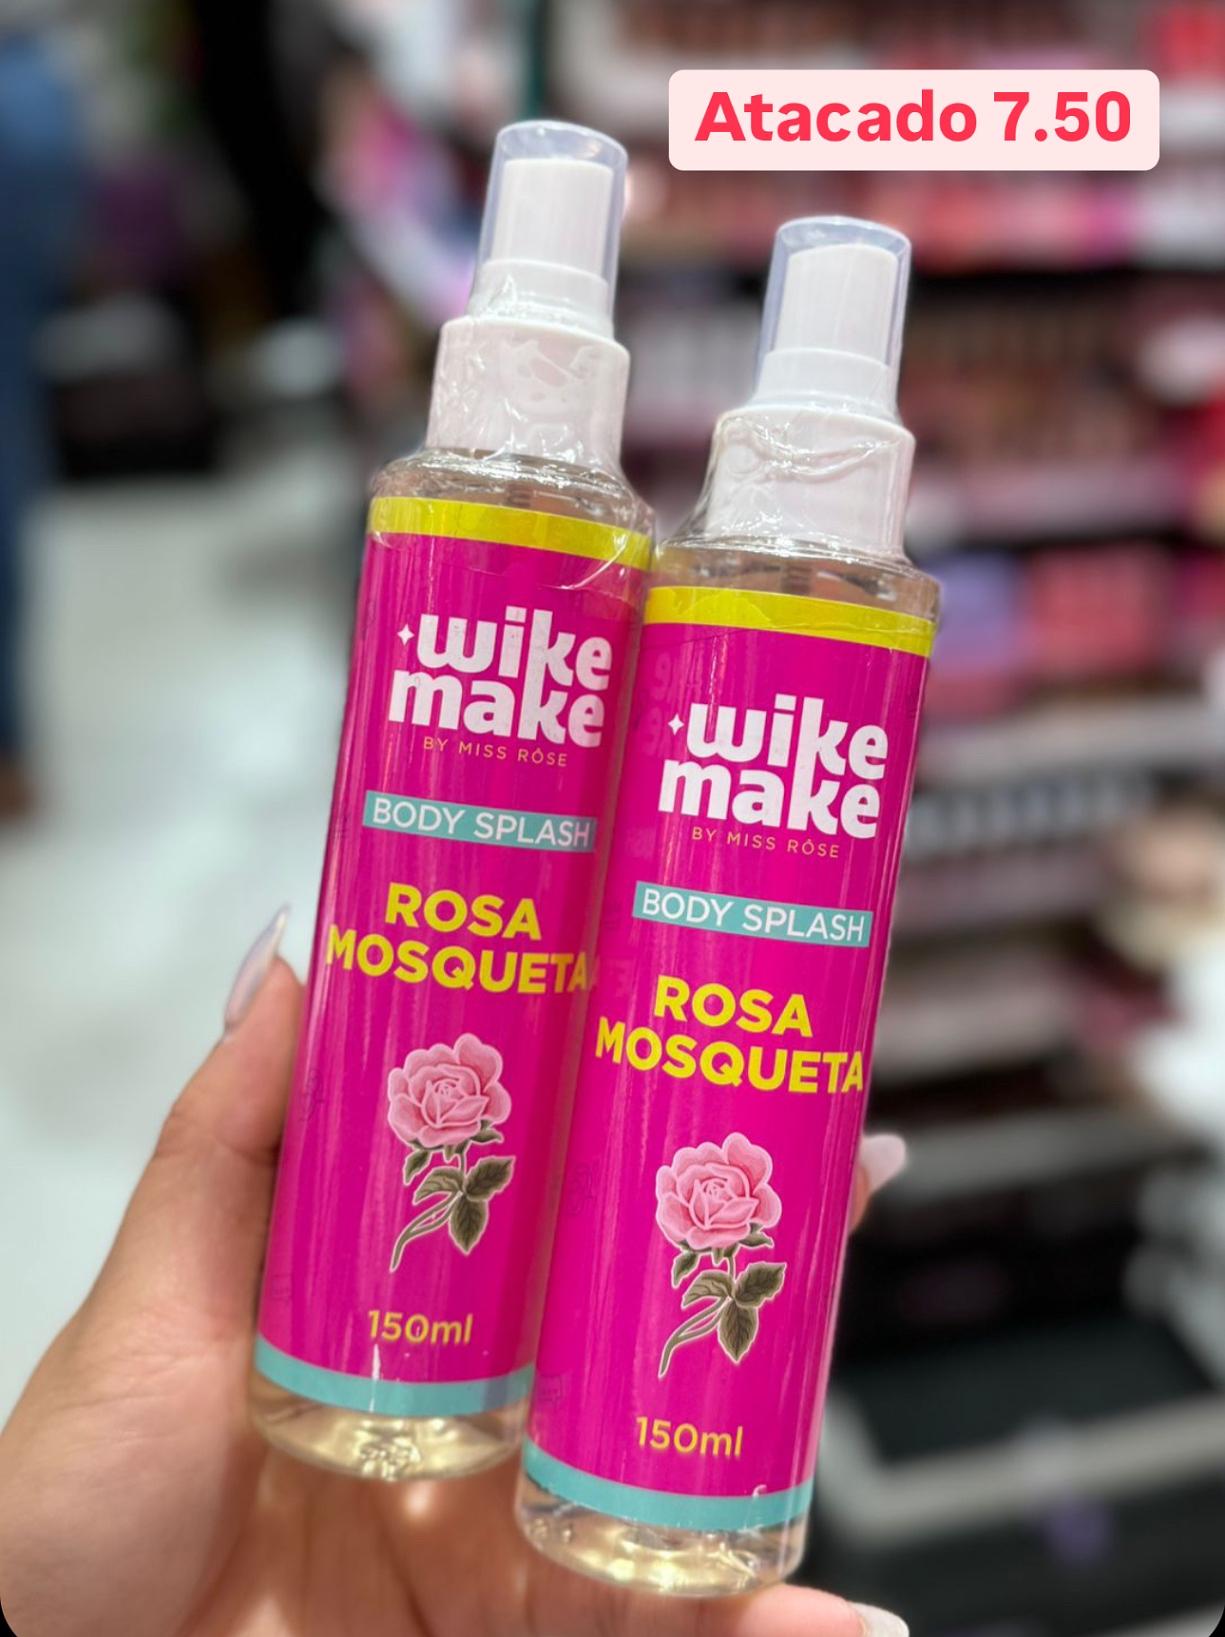 Atacado 7.50
wike
make
BY MISS RÔSE
BODY SPLASH
ROSA
MOSQUETA
150ml
wike
make
BY MISS RÔSE
BODY SPLASH
ROSA
MOSQUETA
150ml